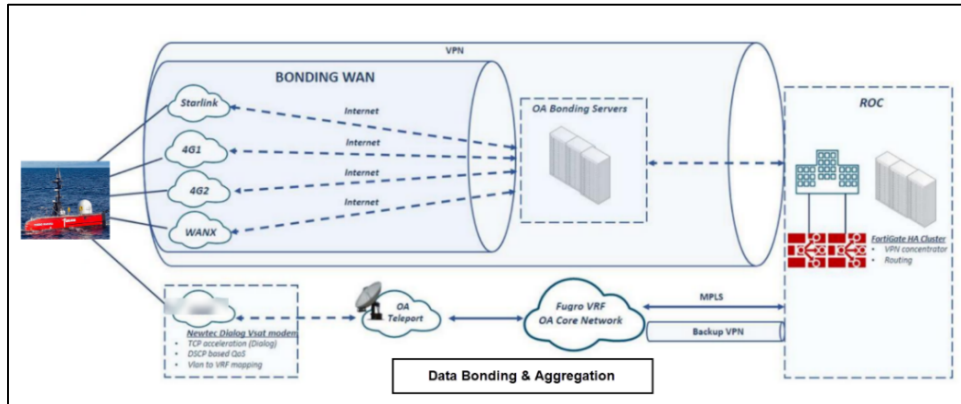 VPN
BONDING WAN
Starlink
Internet
4G1
Internet
4G2
Internet
WANX
Internet
OA Bonding Servers
ROC
FortiGate HA Cluster
• VPN concentrator
• Routing
Newtec Dialog Vsat modem
• TCP acceleration (Dialog)
• DSCP based QoS
• Vlan to VRF mapping
OA
Teleport
Fugro VRF
OA Core Network
MPLS
Backup VPN
Data Bonding & Aggregation